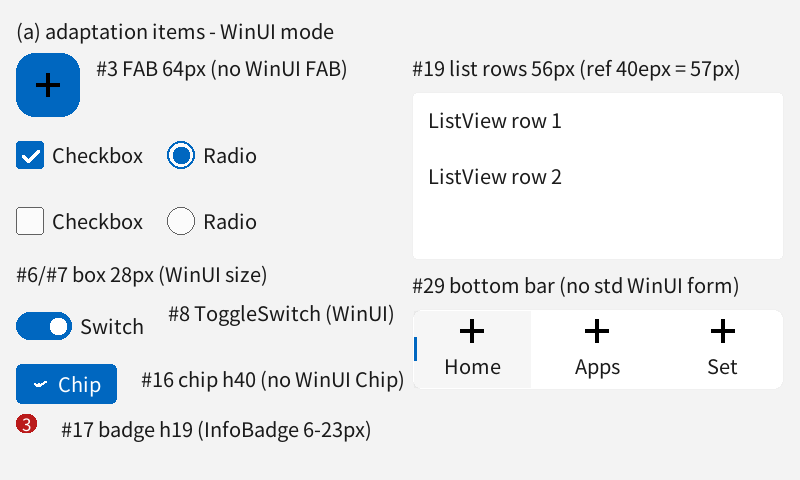 (a) adaptation items - WinUI mode
#3 FAB 64px (no WinUI FAB)
Checkbox
Radio
Checkbox
Radio
#6/#7 box 28px (WinUI size)
Switch
#8 ToggleSwitch (WinUI)
Chip
#16 chip h40 (no WinUI Chip)
3
#17 badge h19 (InfoBadge 6-23px)
#19 list rows 56px (ref 40epx = 57px)
ListView row 1
ListView row 2
#29 bottom bar (no std WinUI form)
Home
Apps
Set